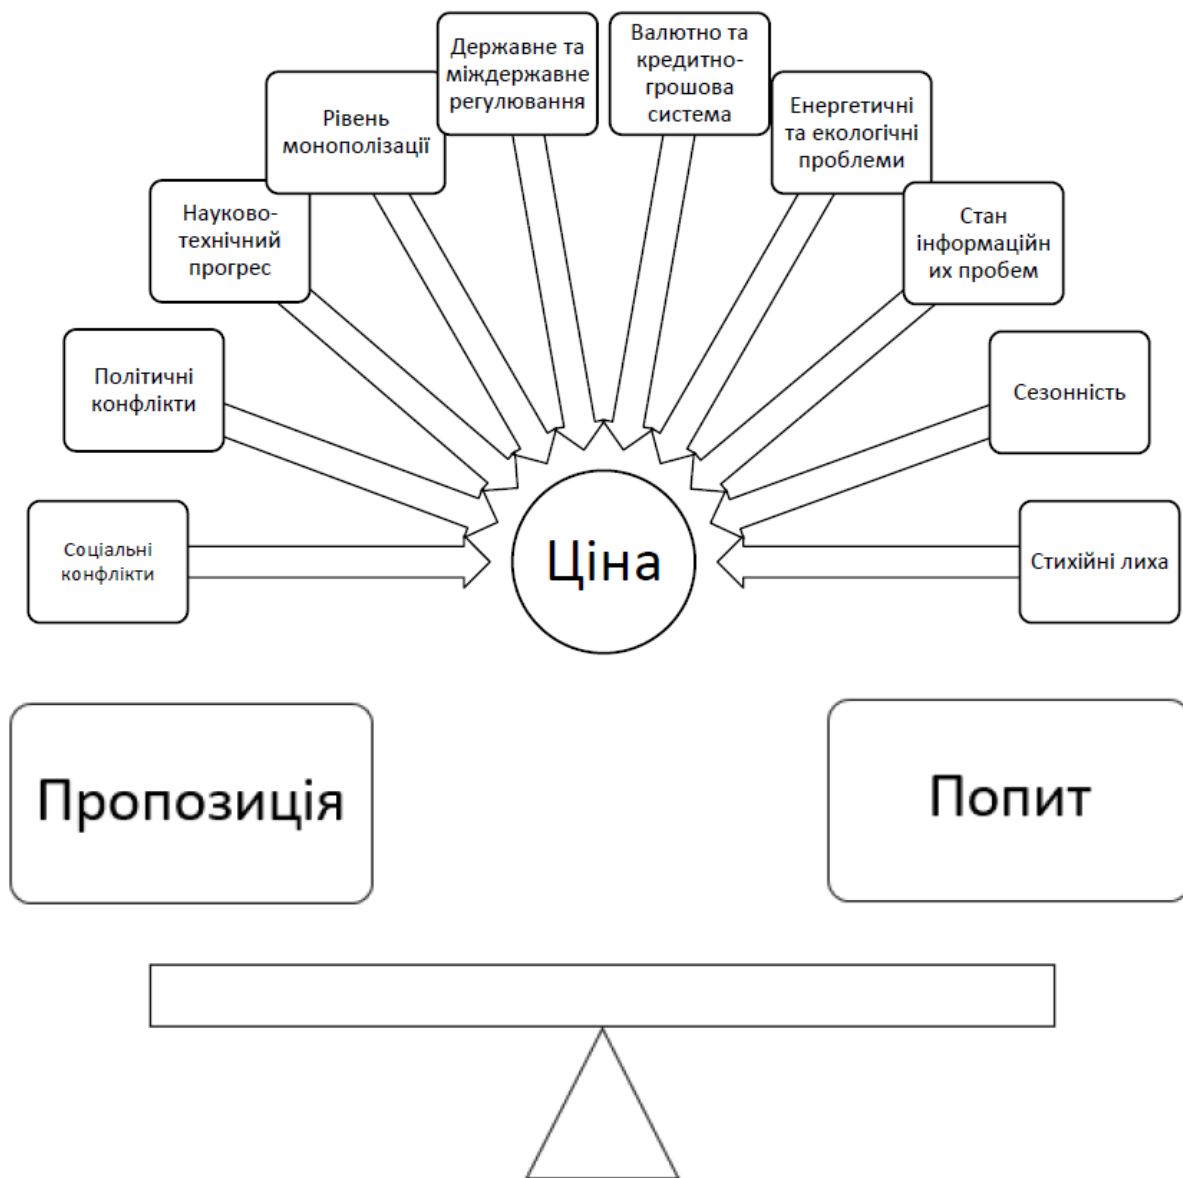 Державне та
міждержавне
регулювання
Валютно та
кредитно-
грошова
система
Рівень
монополізації
Енергетичні
та екологічні
проблеми
Науково-
технічний
прогрес
Стан
інформаційн
их пробем
Політичні
конфлікти
Сезонність
Соціальні
конфлікти
Ціна
Стихійні лиха
Пропозиція
Попит